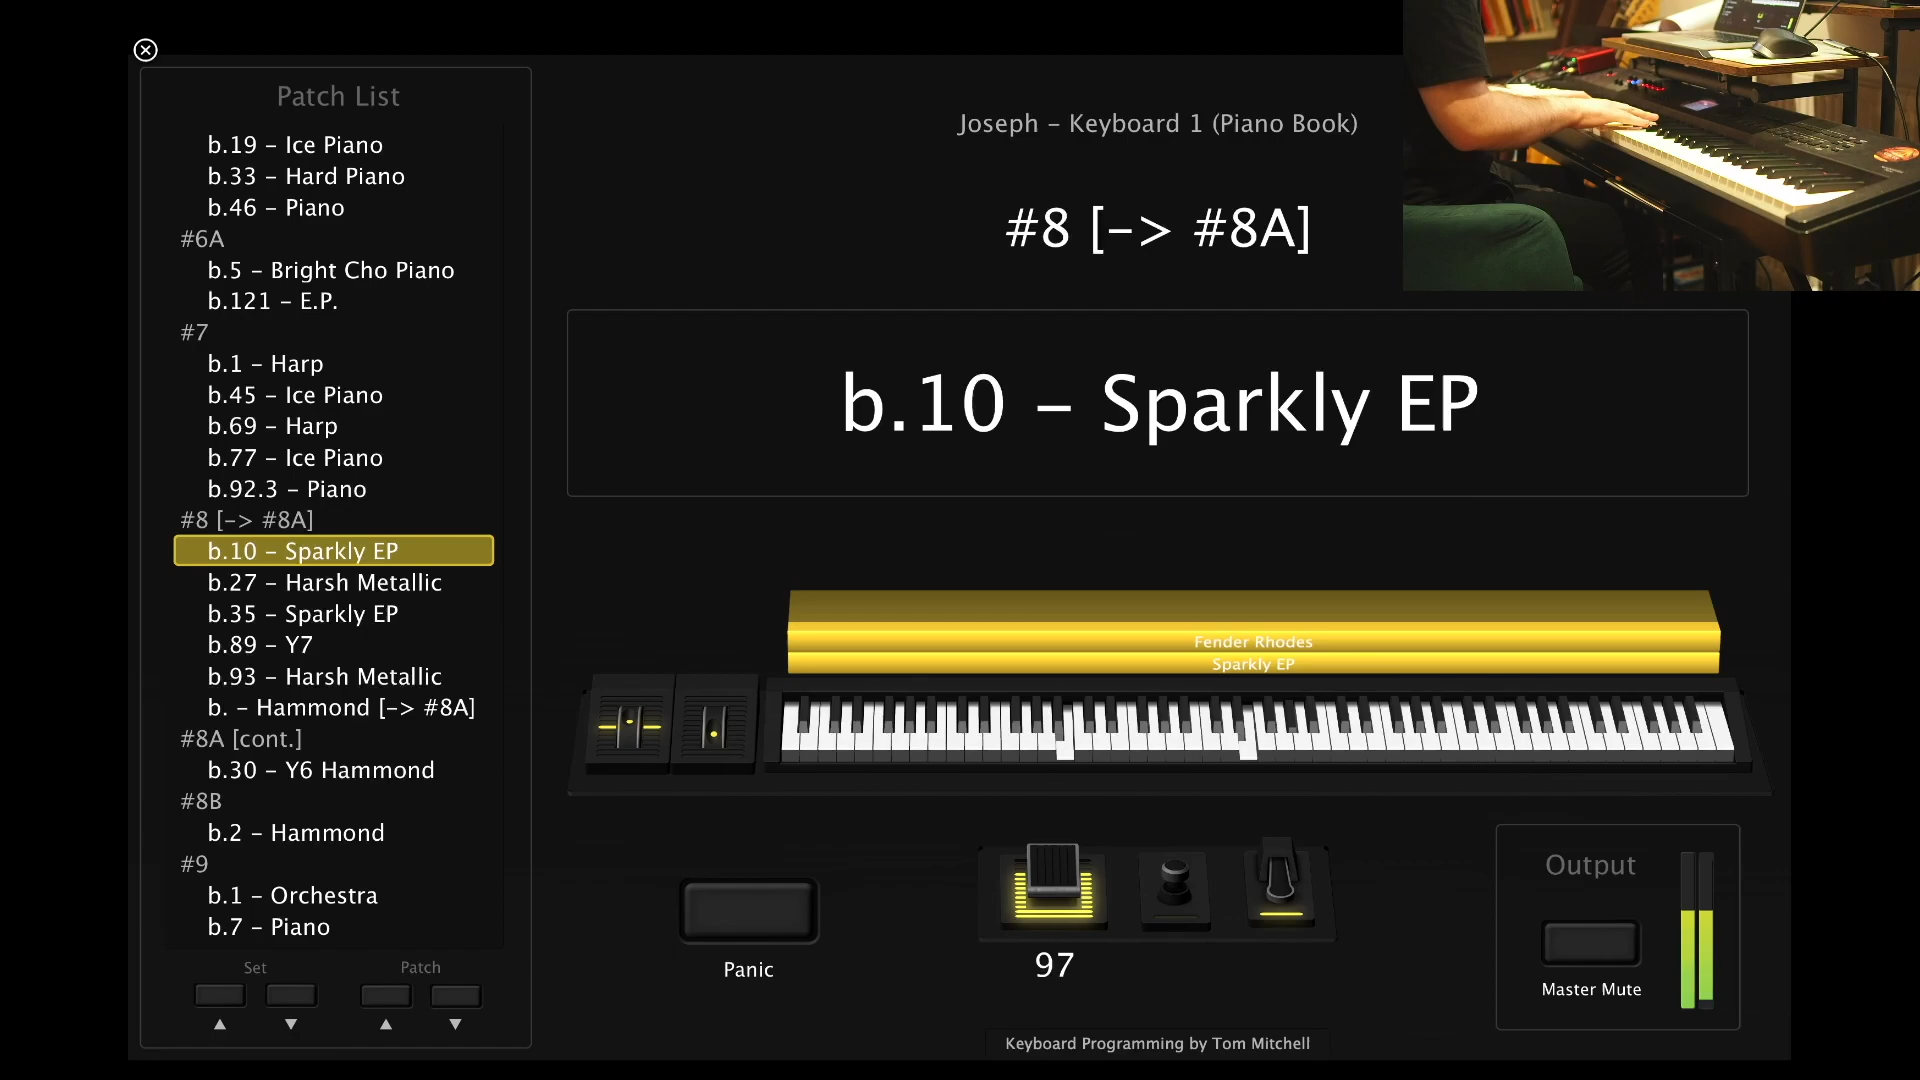 Patch List
b.19 – Ice Piano
b.33 – Hard Piano
b.46 – Piano
#6A
b.5 – Bright Cho Piano
b.121 – E.P.
#7
b.1 – Harp
b.45 – Ice Piano
b.69 – Harp
b.77 – Ice Piano
b.92.3 – Piano
#8 [–> #8A]
b.10 – Sparkly EP
b.27 – Harsh Metallic
b.35 – Sparkly EP
b.89 – Y7
b.93 – Harsh Metallic
b. – Hammond [–> #8A]
#8A [cont.]
b.30 – Y6 Hammond
#8B
b.2 – Hammond
#9
b.1 – Orchestra
b.7 – Piano
Set
Patch
Joseph – Keyboard 1 (Piano Book)
#8 [–> #8A]
b.10 – Sparkly EP
Fender Rhodes
Sparkly EP
Panic
97
Output
Master Mute
Keyboard Programming by Tom Mitchell